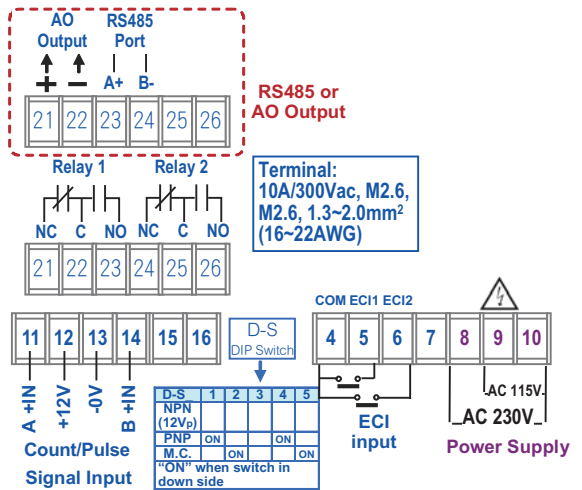 AO Output
RS485 Port
A+ B-
21 22 23 24 25 26
RS485 or
AO Output
Relay 1 Relay 2
NC C NO NC C NO
21 22 23 24 25 26
Terminal:
10A/300Vac, M2.6,
M2.6, 1.3~2.0mm²
(16~22AWG)
11 12 13 14 15 16
A +IN
+12V
-0V
B +IN
Count/Pulse
Signal Input
D-S
DIP Switch
D-S 1 2 3 4 5
NPN
(12Vp)
PNP ON ON
M.C. ON ON
"ON" when switch in
down side
COM ECI1 ECI2
4 5 6 7 8 9 10
ECI
input
AC 115V
AC 230V
Power Supply